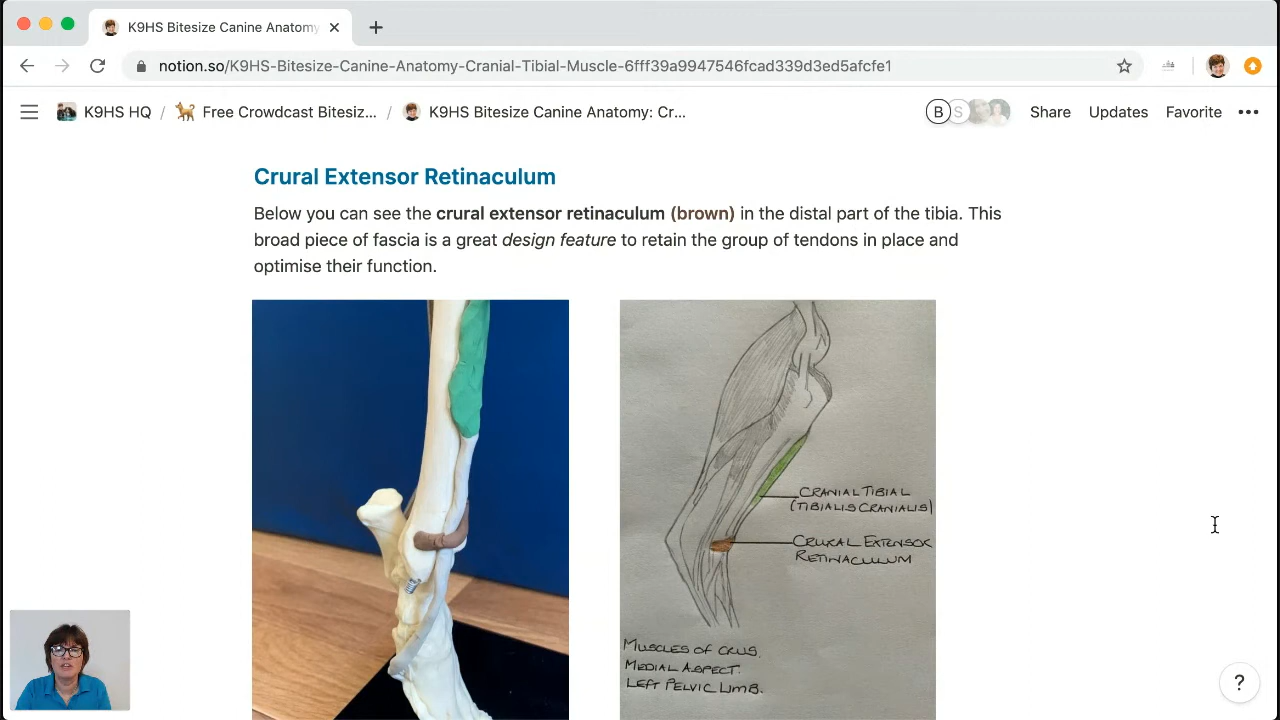 K9HS Bitesize Canine Anatomy
notion.so/K9HS-Bitesize-Canine-Anatomy-Cranial-Tibial-Muscle-6fff39a9947546fcad339d3ed5afcfe1
K9HS HQ / Free Crowdcast Bitesiz... / K9HS Bitesize Canine Anatomy: Cr... B S Share Updates Favorite
Crural Extensor Retinaculum
Below you can see the crural extensor retinaculum (brown) in the distal part of the tibia. This
broad piece of fascia is a great design feature to retain the group of tendons in place and
optimise their function.
CRANIAL TIBIAL
(TIBIALIS CRANIALIS)
CRURAL EXTENSOR
RETINACULUM
MUSCLES OF CRUS.
MEDIAL ASPECT.
LEFT PELVIC LIMB.
?